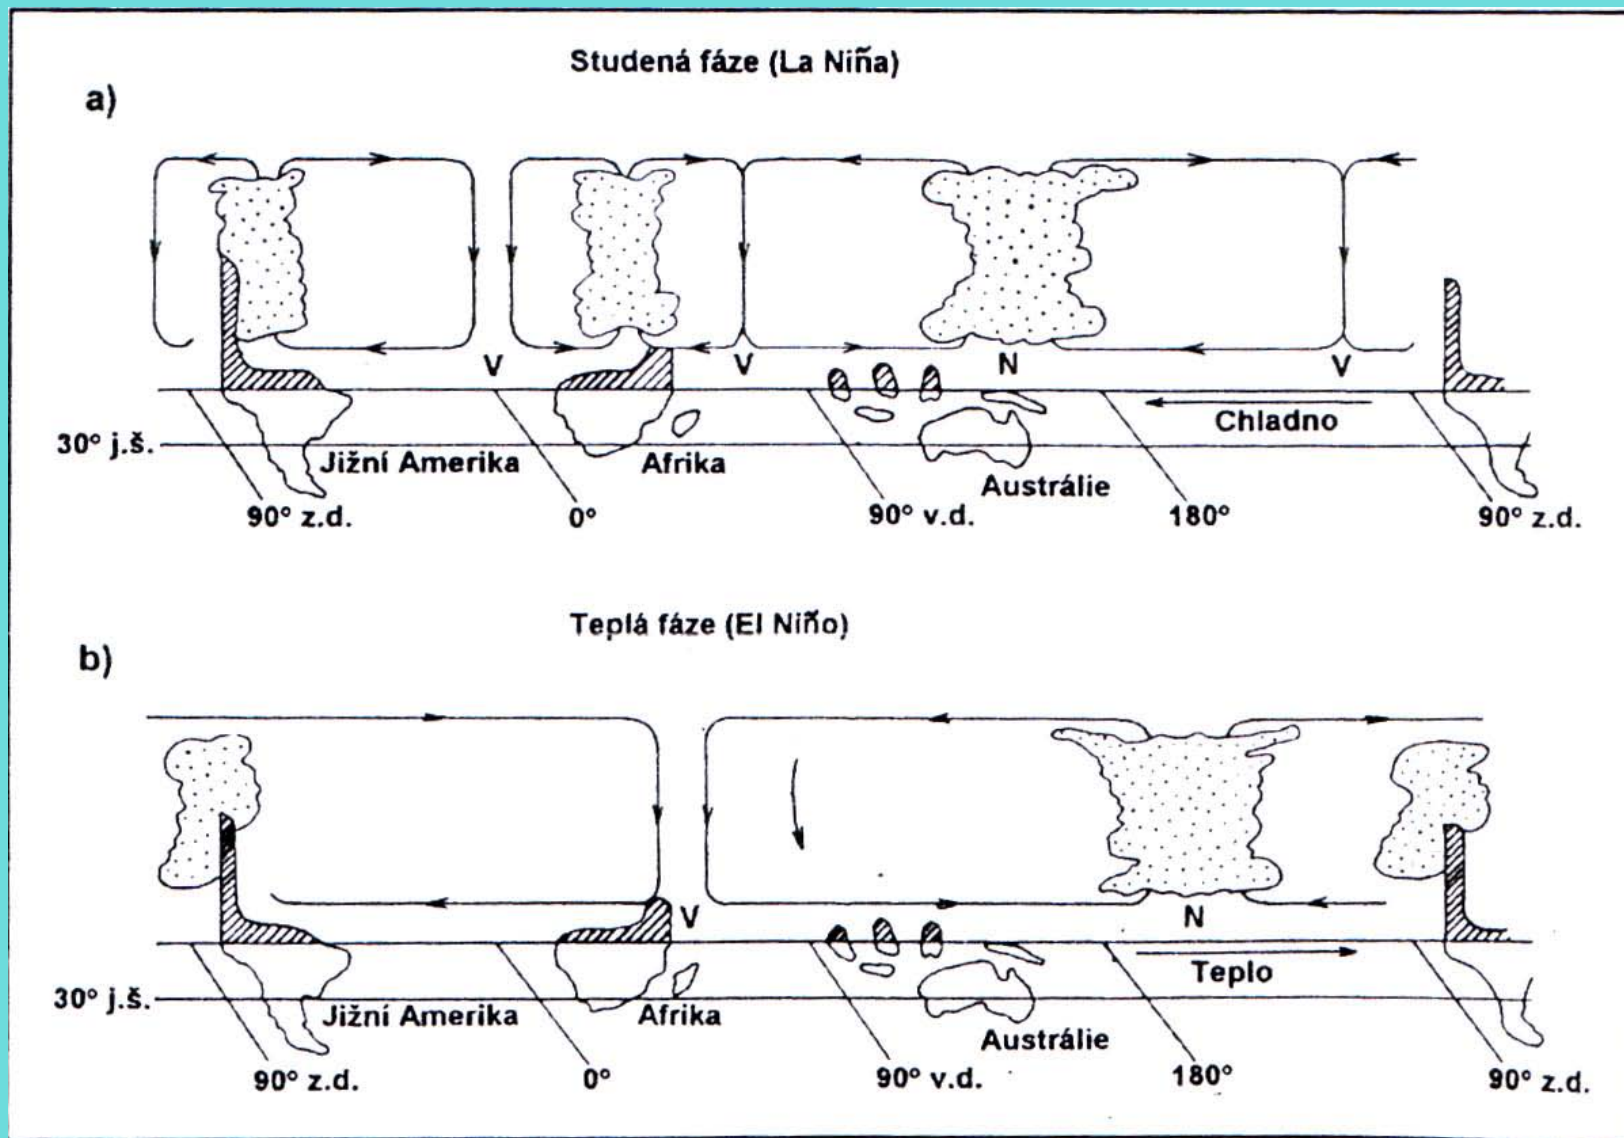 Studená fáze (La Niña)
a)
V V N V
Chladno
30° j.š.
Jižní Amerika Afrika Austrálie
90° z.d. 0° 90° v.d. 180° 90° z.d.
Teplá fáze (El Niño)
b)
V N
Teplo
30° j.š.
Jižní Amerika Afrika Austrálie
90° z.d. 0° 90° v.d. 180° 90° z.d.